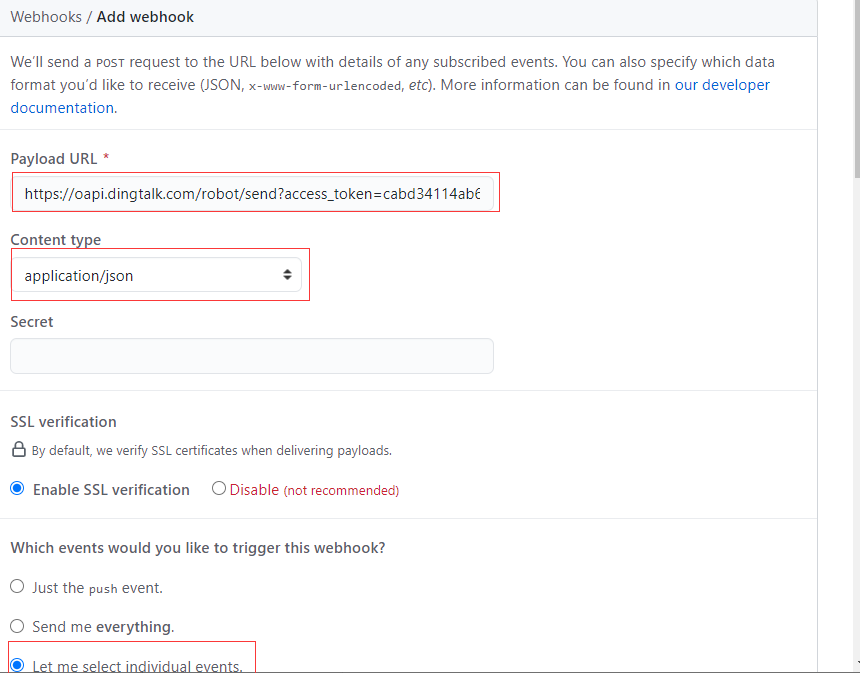 Webhooks / Add webhook
We'll send a POST request to the URL below with details of any subscribed events. You can also specify which data
format you'd like to receive (JSON, x-www-form-urlencoded, etc). More information can be found in our developer
documentation.
Payload URL *
https://oapi.dingtalk.com/robot/send?access_token=cabd34114ab6
Content type
application/json
Secret
SSL verification
By default, we verify SSL certificates when delivering payloads.
Enable SSL verification Disable (not recommended)
Which events would you like to trigger this webhook?
Just the push event.
Send me everything.
Let me select individual events.